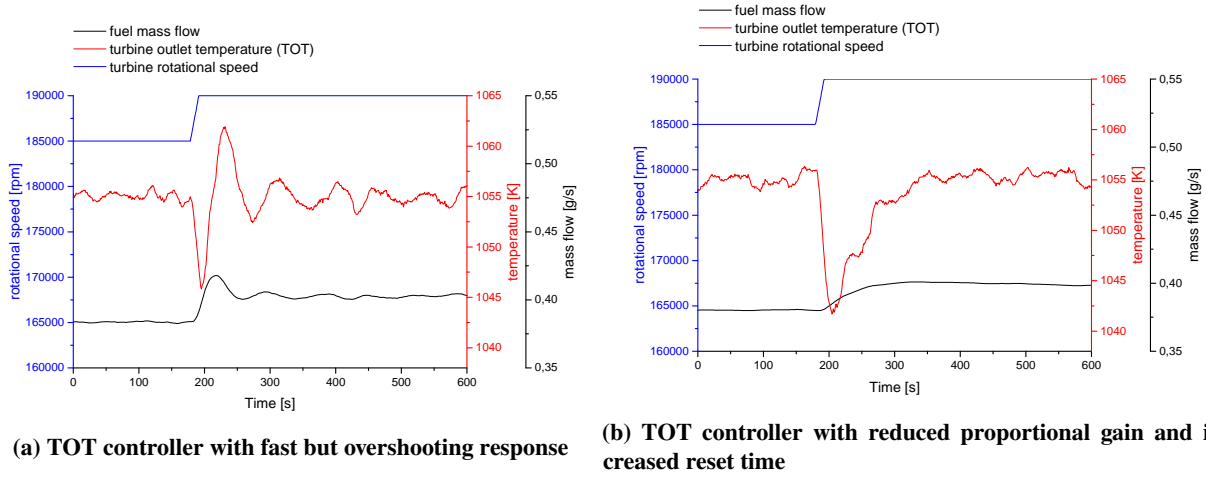 fuel mass flow
turbine outlet temperature (TOT)
turbine rotational speed
190000
185000
180000
175000
170000
165000
160000
rotational speed [rpm]
1065
1060
1055
1050
1045
1040
temperature [K]
0,55
0,50
0,45
0,40
0,35
mass flow [g/s]
0 100 200 300 400 500 600
Time [s]
(a) TOT controller with fast but overshooting response
fuel mass flow
turbine outlet temperature (TOT)
turbine rotational speed
190000
185000
180000
175000
170000
165000
160000
rotational speed [rpm]
1065
1060
1055
1050
1045
1040
temperature [K]
0,55
0,50
0,45
0,40
0,35
mass flow [g/s]
0 100 200 300 400 500 600
Time [s]
(b) TOT controller with reduced proportional gain and i
creased reset time